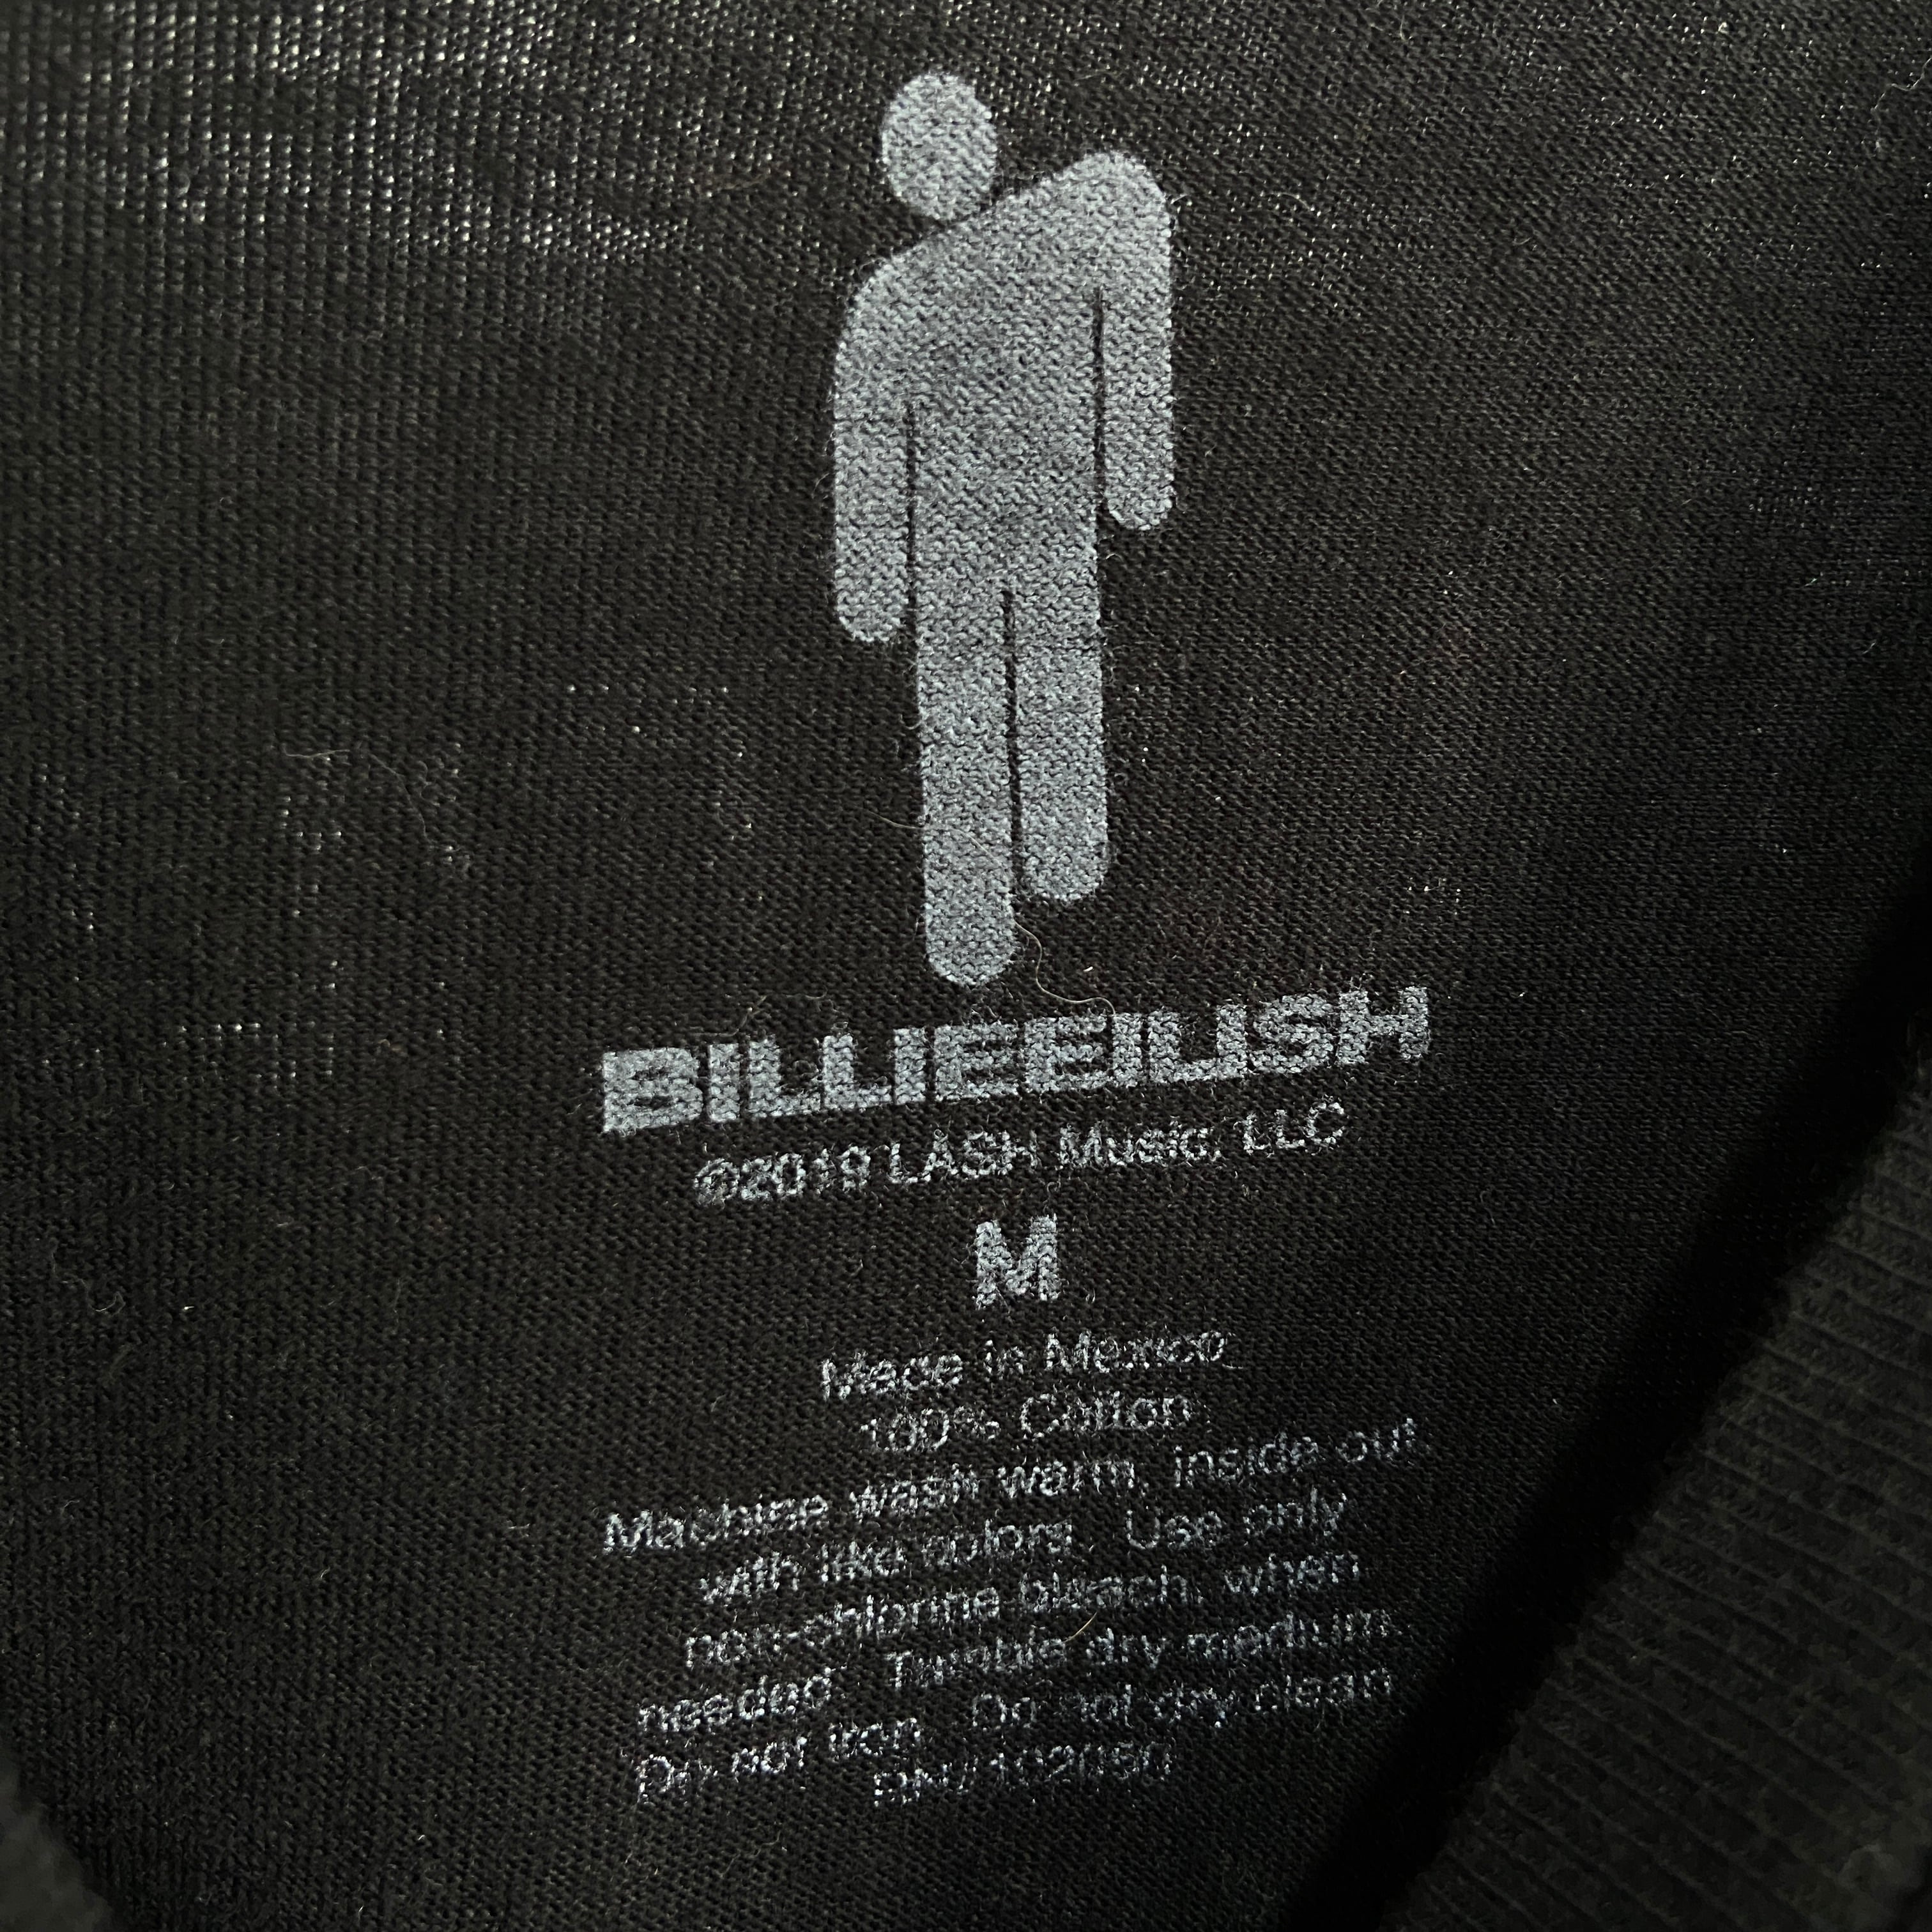 BILLIEEILISH
©2019 LASH Music, LLC
M
Made in Mexico
100% Cotton
Machine wash warm, inside out
with like colors. Use only
non-chlorine bleach, when
needed. Tumble dry medium.
Do not iron. Do not dry clean